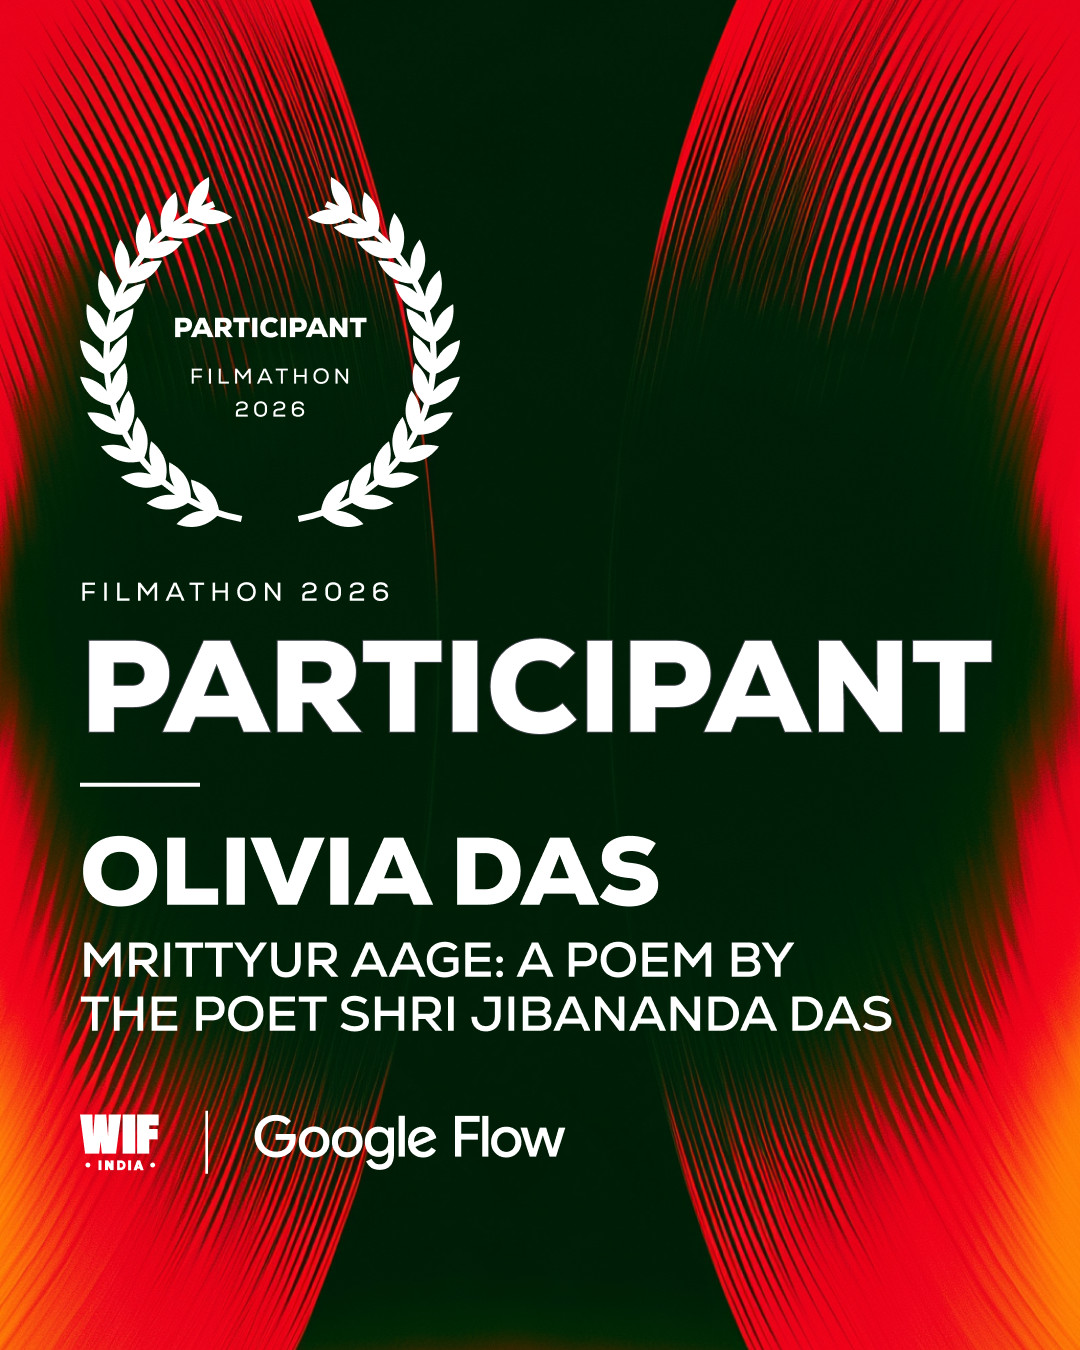 PARTICIPANT
FILMATHON
2026
FILMATHON 2026
PARTICIPANT
OLIVIA DAS
MRITTYUR AAGE: A POEM BY
THE POET SHRI JIBANANDA DAS
WIF
• INDIA •
Google Flow